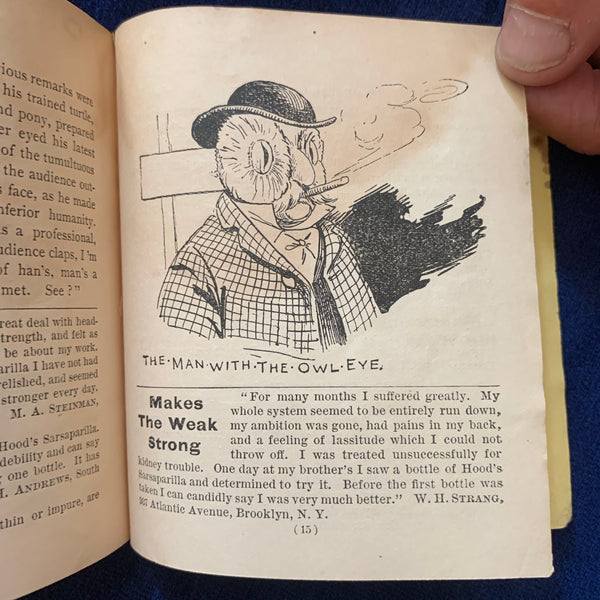 ious remarks were
his trained turtle,
nd pony, prepared
er eyed his latest
of the tumultuous
the audience out-
s face, as he made
nferior humanity.
s a professional,
udience claps, I 'm
of han's, man's a
met. See?"
reat deal with head-
strength, and felt as
be about my work.
arilla I have not had
relished, and seemed
stronger every day.
M. A. STEINMAN,
Hood's Sarsaparilla.
debility and can say
y one bottle. It has
H. ANDREWS, South
thin or impure, are
THE·MAN·WITH·THE·OWL·EYE.
Makes
The Weak
Strong
"For many months I suffered greatly. My
whole system seemed to be entirely run down,
my ambition was gone, had pains in my back,
and a feeling of lassitude which I could not
throw off. I was treated unsuccessfully for
kidney trouble. One day at my brother's I saw a bottle of Hood's
Sarsaparilla and determined to try it. Before the first bottle was
taken I can candidly say I was very much better." W. H. STRANG,
Atlantic Avenue, Brooklyn, N. Y.
(15)